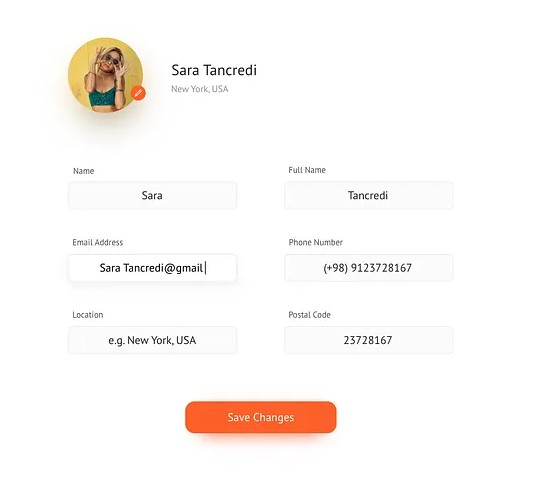 Sara Tancredi
New York, USA
Name
Full Name
Sara
Tancredi
Email Address
Phone Number
Sara Tancredi@gmail
(+98) 9123728167
Location
Postal Code
e.g. New York, USA
23728167
Save Changes